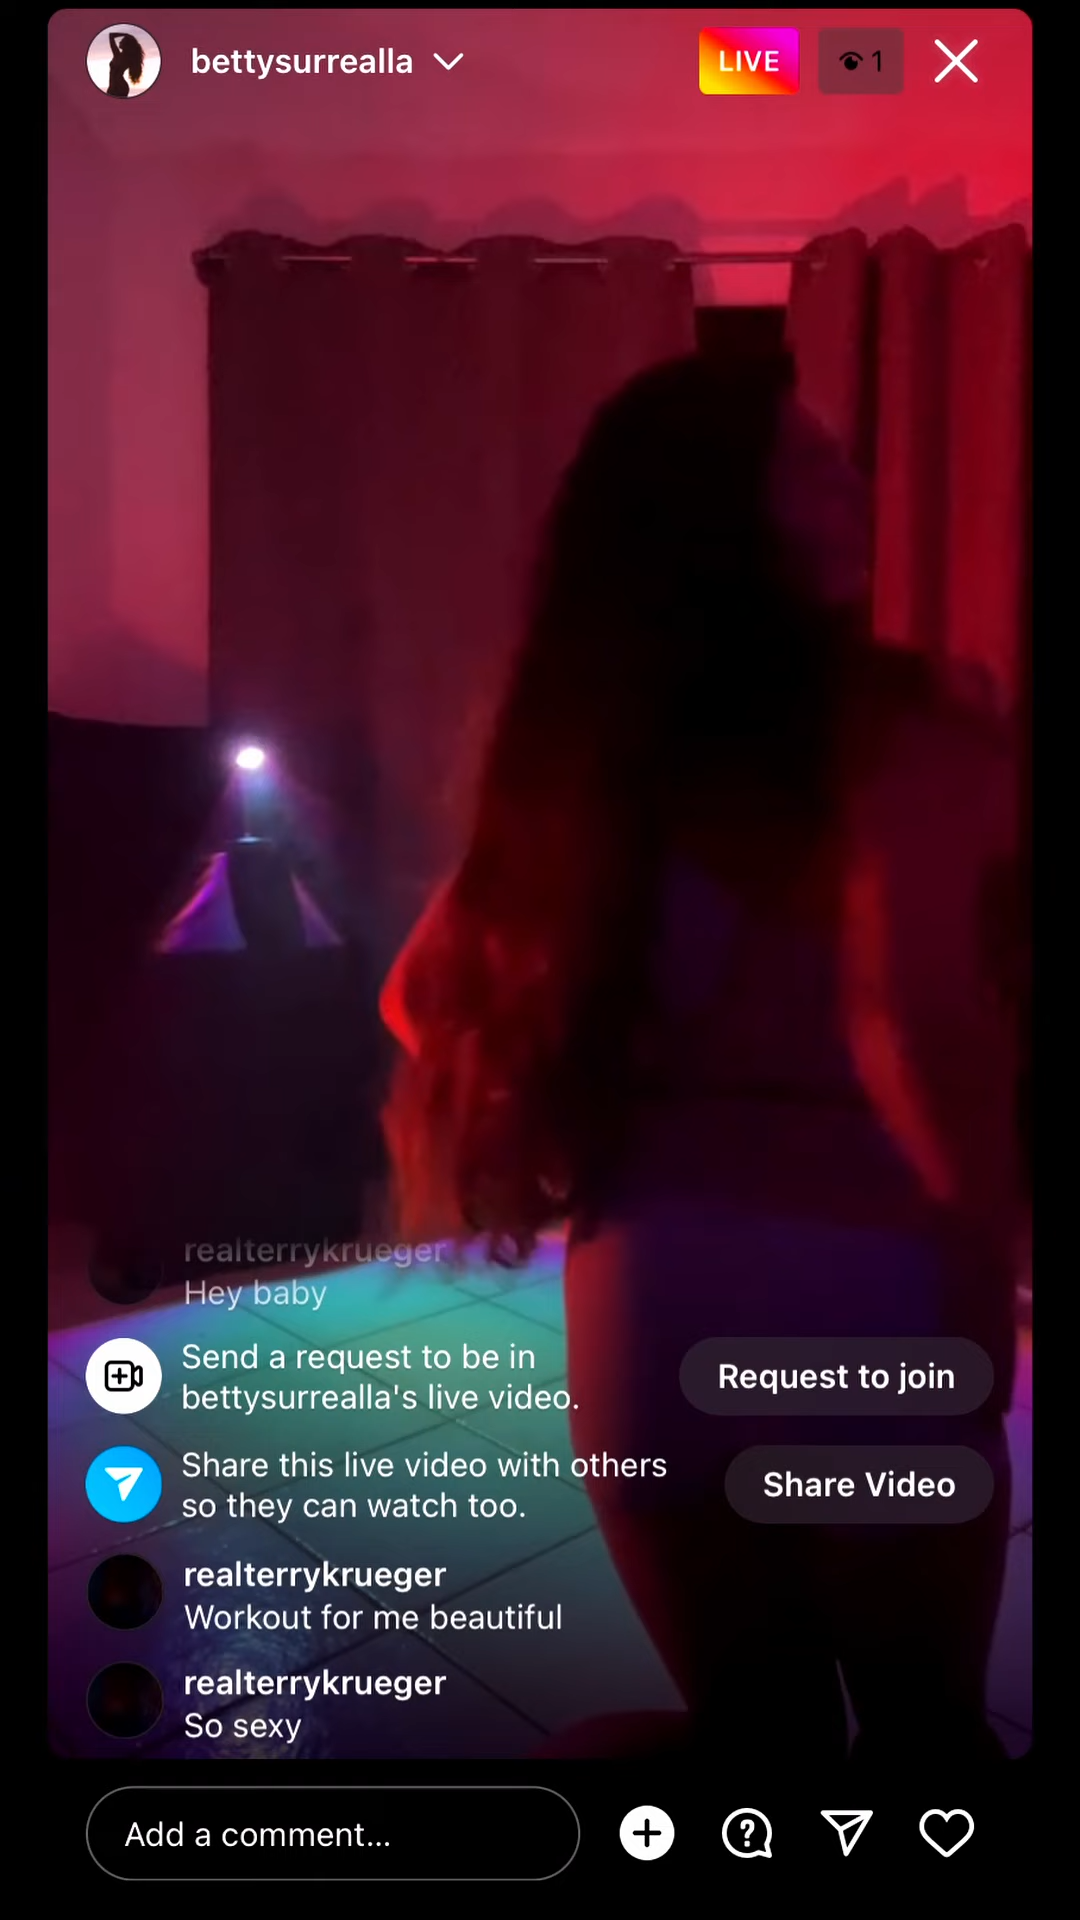 bettysurrealla
LIVE
1
realterrykrueger
Hey baby
Send a request to be in
bettysurrealla's live video.
Request to join
Share this live video with others
so they can watch too.
Share Video
realterrykrueger
Workout for me beautiful
realterrykrueger
So sexy
Add a comment...